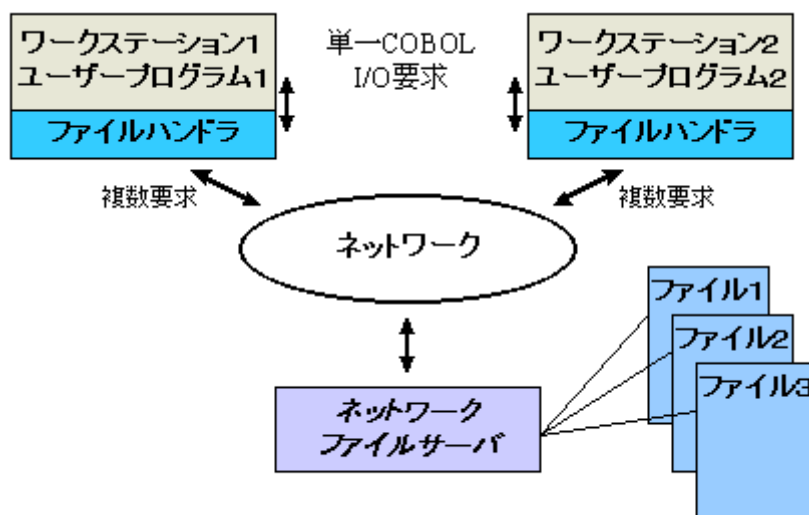 ワークステーション1
ユーザープログラム1
ファイルハンドラ
単一COBOL
I/O要求
ワークステーション2
ユーザープログラム2
ファイルハンドラ
複数要求
複数要求
ネットワーク
ネットワーク
ファイルサーバ
ファイル1
ファイル2
ファイル3